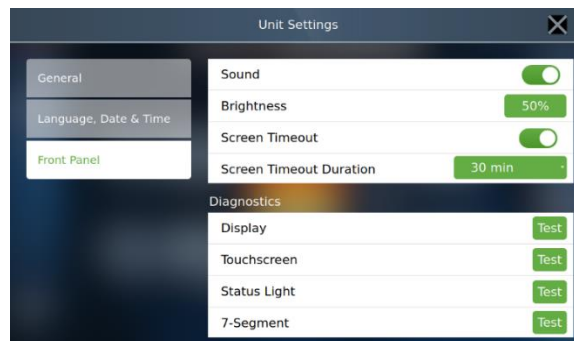 Unit Settings
General
Language, Date & Time
Front Panel
Sound
Brightness 50%
Screen Timeout
Screen Timeout Duration 30 min
Diagnostics
Display Test
Touchscreen Test
Status Light Test
7-Segment Test